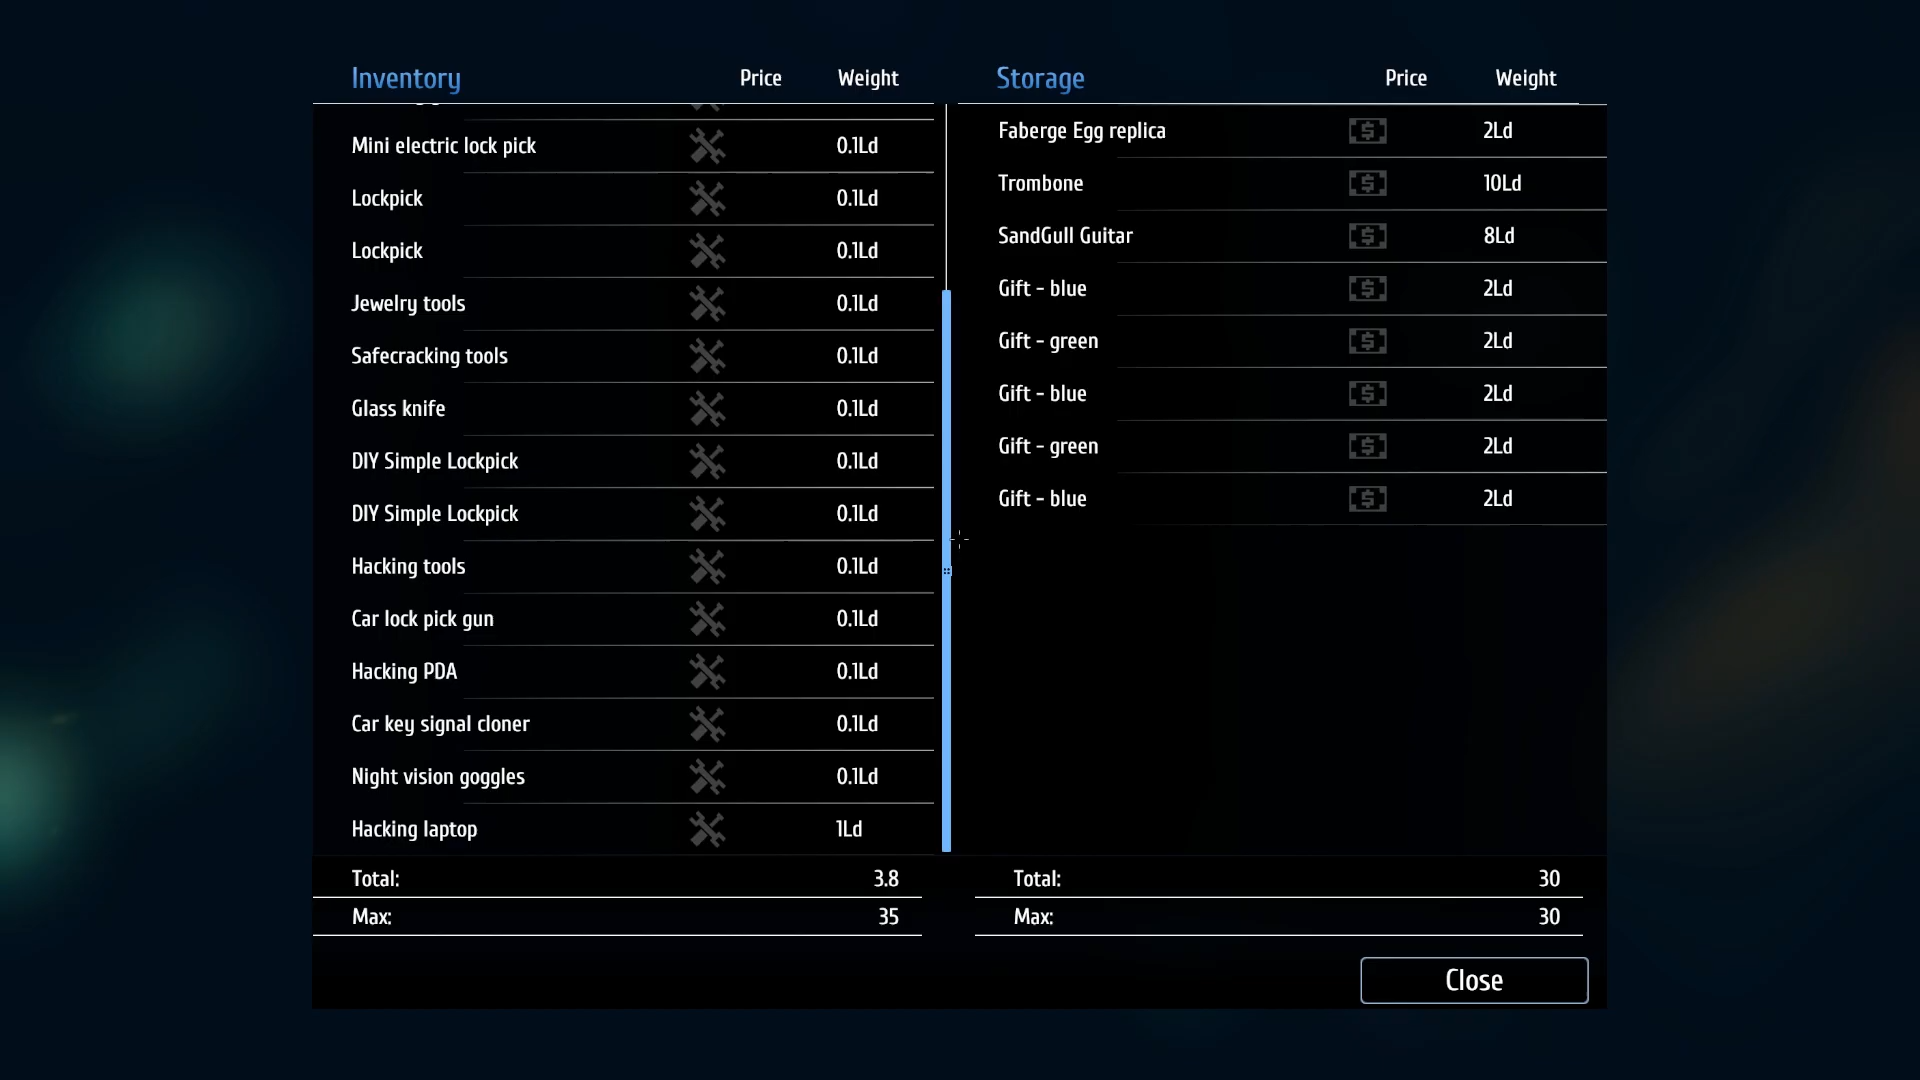 Inventory Price Weight
Mini electric lock pick 0.1Ld
Lockpick 0.1Ld
Lockpick 0.1Ld
Jewelry tools 0.1Ld
Safecracking tools 0.1Ld
Glass knife 0.1Ld
DIY Simple Lockpick 0.1Ld
DIY Simple Lockpick 0.1Ld
Hacking tools 0.1Ld
Car lock pick gun 0.1Ld
Hacking PDA 0.1Ld
Car key signal cloner 0.1Ld
Night vision goggles 0.1Ld
Hacking laptop 1Ld
Total: 3.8
Max: 35
Storage Price Weight
Faberge Egg replica 2Ld
Trombone 10Ld
SandGull Guitar 8Ld
Gift - blue 2Ld
Gift - green 2Ld
Gift - blue 2Ld
Gift - green 2Ld
Gift - blue 2Ld
Total: 30
Max: 30
Close